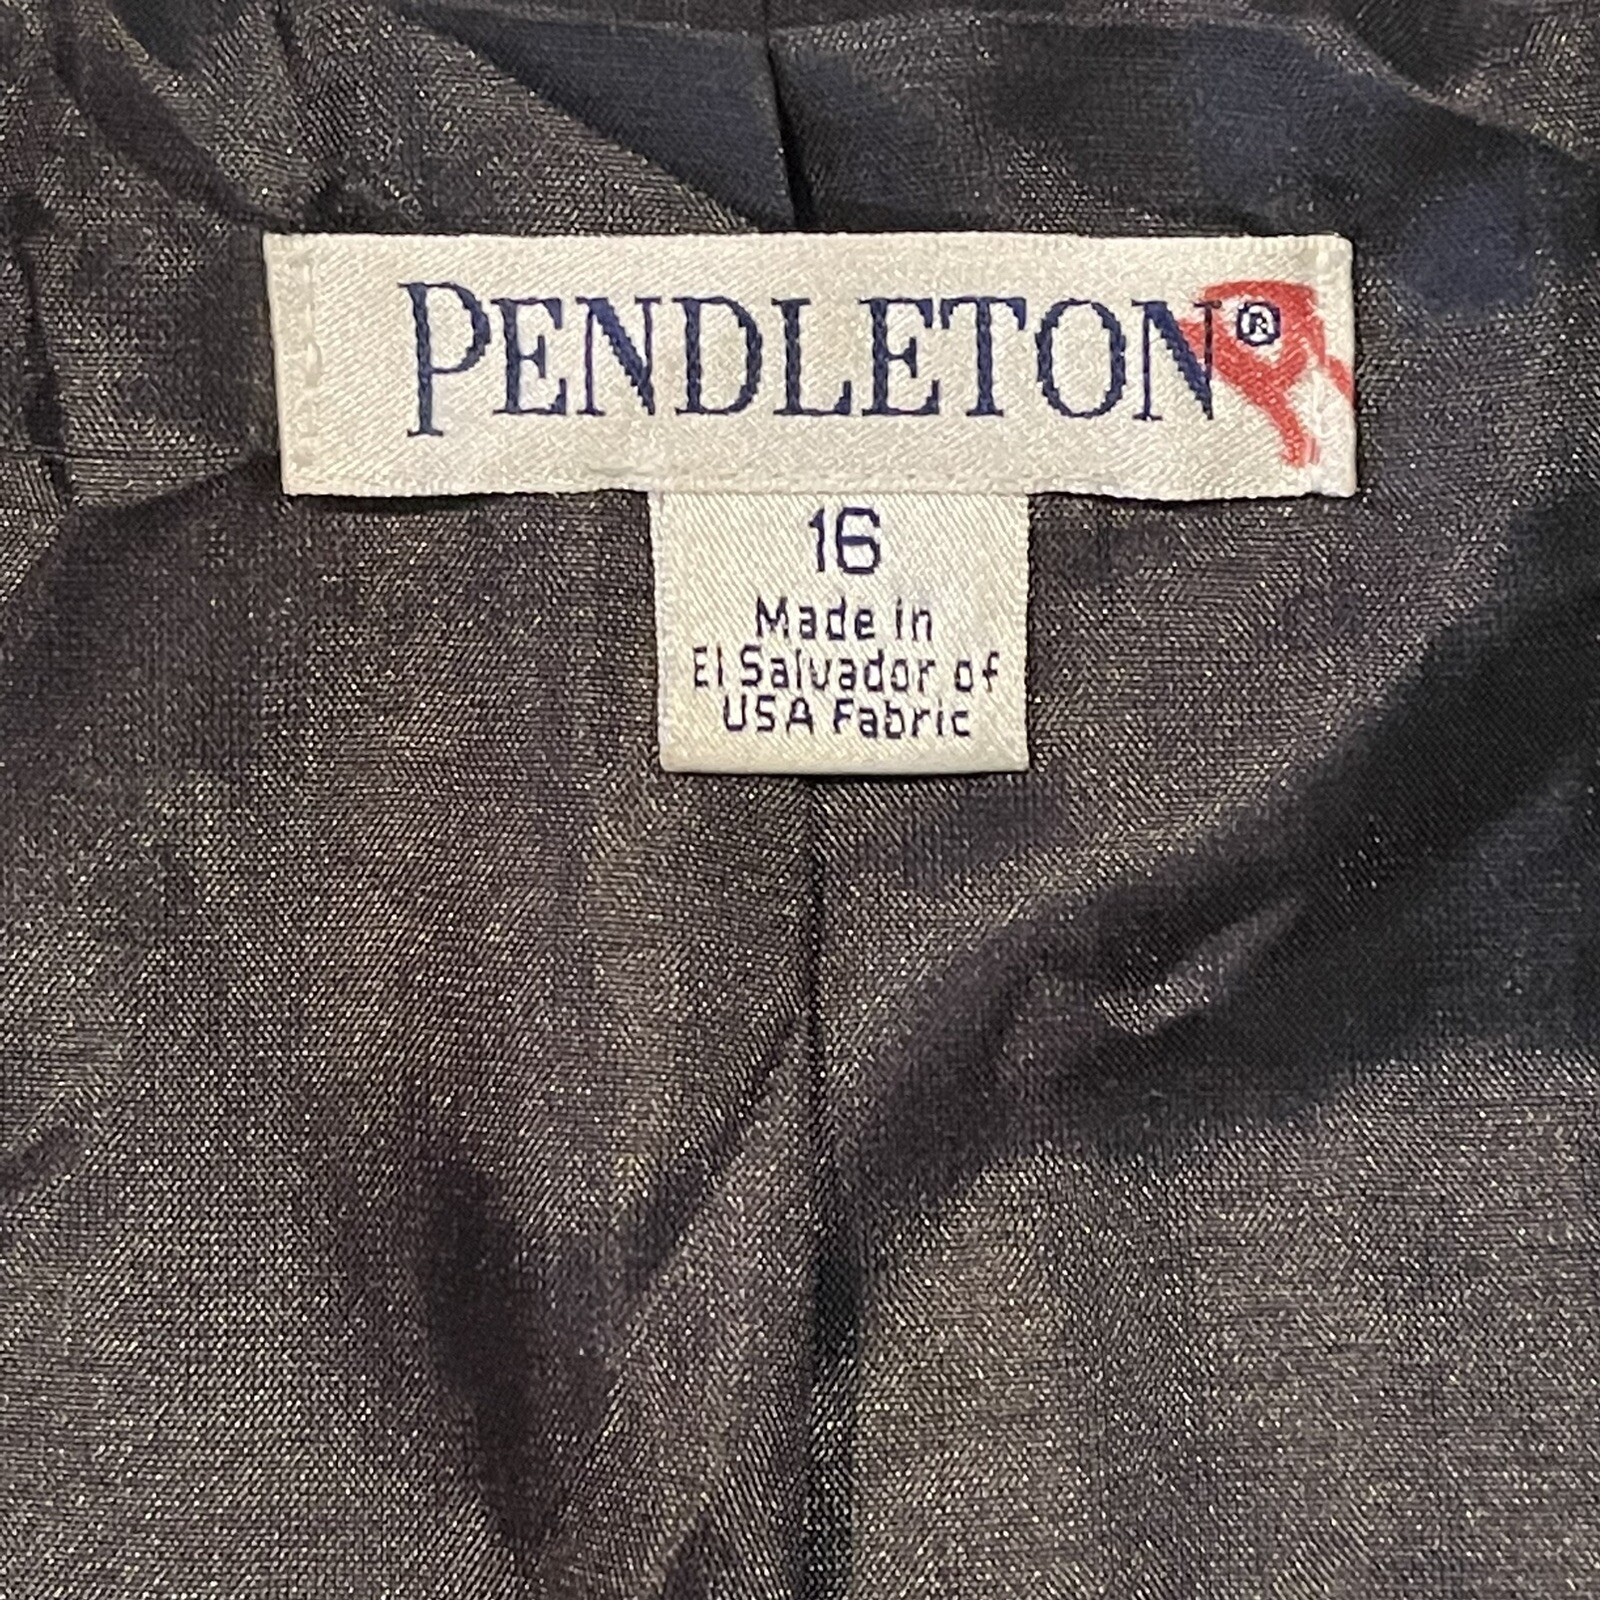 PENDLETON®
16
Made in
El Salvador of
USA Fabric